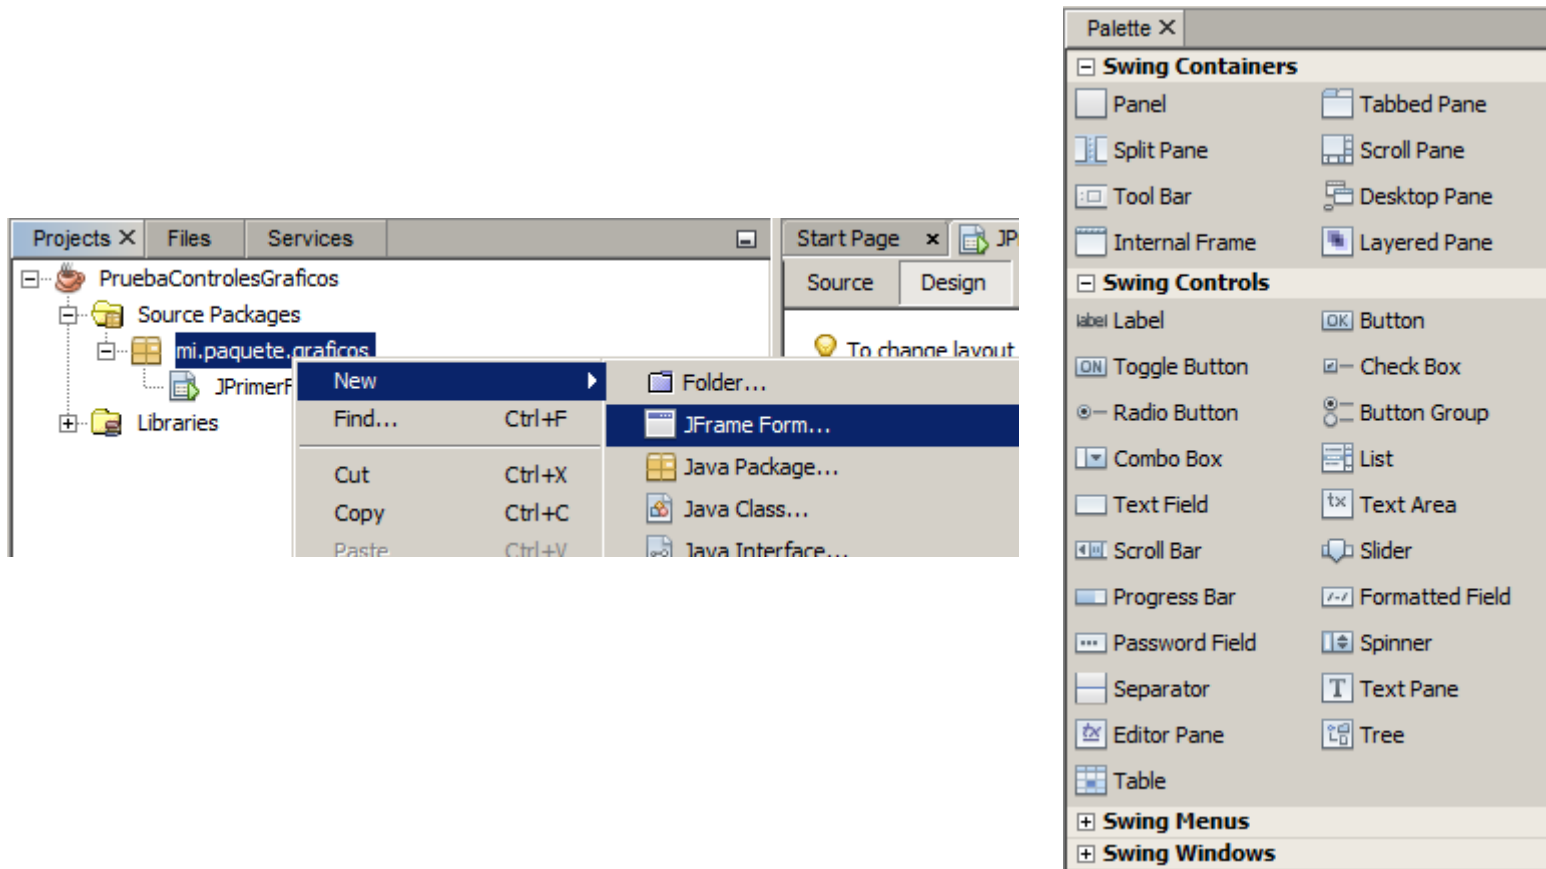 Projects Files Services
PruebaControlesGraficos
Source Packages
mi.paquete.graficos
JPrimerF
Libraries
New
Find... Ctrl+F
Cut Ctrl+X
Copy Ctrl+C
Paste Ctrl+V
Start Page JP
Source Design
To change layout
Folder...
JFrame Form...
Java Package...
Java Class...
Java Interface...
Palette
Swing Containers
Panel Tabbed Pane
Split Pane Scroll Pane
Tool Bar Desktop Pane
Internal Frame Layered Pane
Swing Controls
label Label OK Button
ON Toggle Button Check Box
Radio Button Button Group
Combo Box List
Text Field tx Text Area
Scroll Bar Slider
Progress Bar Formatted Field
Password Field Spinner
Separator T Text Pane
tx Editor Pane Tree
Table
Swing Menus
Swing Windows